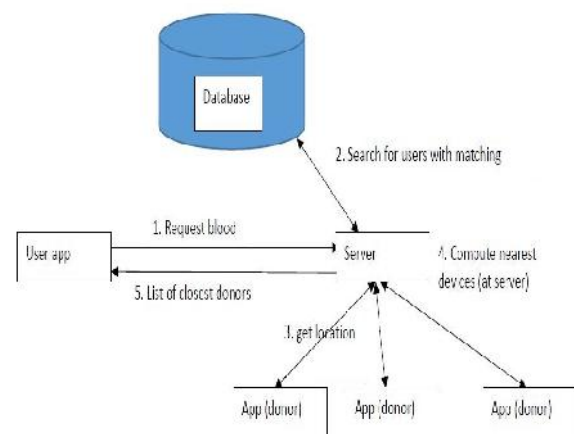 Database
2. Search for users with matching
1. Request blood
User app
Server
4. Compute nearest
devices (at server)
5. List of closest donors
3. get location
App (donor)
App (donor)
App (donor)